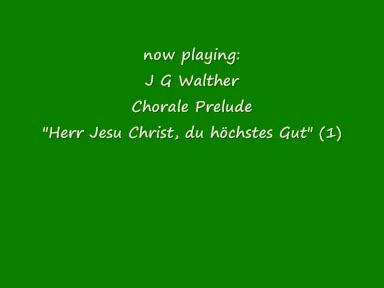 now playing:
J G Walther
Chorale Prelude
"Herr Jesu Christ, du höchstes Gut" (1)